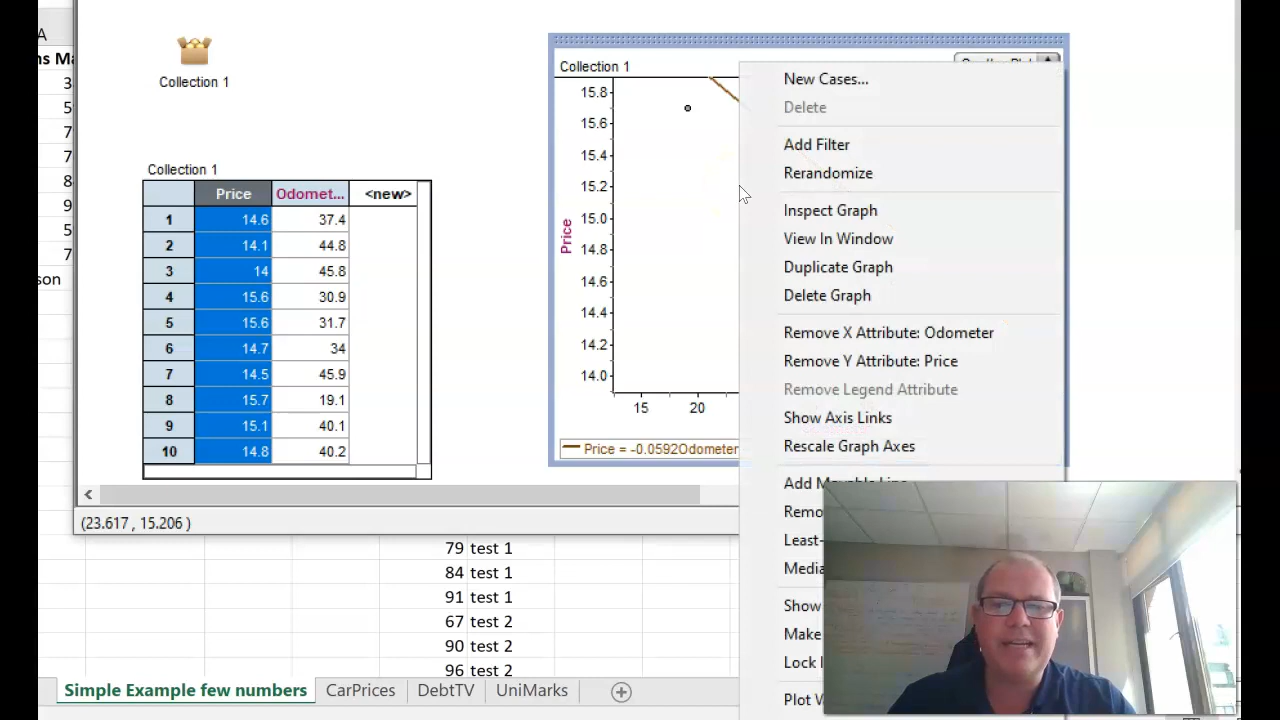 A
ns Ma
3
5
7
7
8
9
5
7
son
Collection 1
Collection 1
Price Odomet... <new>
1 14.6 37.4
2 14.1 44.8
3 14 45.8
4 15.6 30.9
5 15.6 31.7
6 14.7 34
7 14.5 45.9
8 15.7 19.1
9 15.1 40.1
10 14.8 40.2
Collection 1
15.8
15.6
15.4
15.2
15.0
14.8
14.6
14.4
14.2
14.0
Price
15 20
Price = -0.0592Odometer
New Cases...
Delete
Add Filter
Rerandomize
Inspect Graph
View In Window
Duplicate Graph
Delete Graph
Remove X Attribute: Odometer
Remove Y Attribute: Price
Remove Legend Attribute
Show Axis Links
Rescale Graph Axes
Add Movable Line
Remo
Least-
Media
Show
Make
Lock I
Plot V
(23.617 , 15.206 )
79 test 1
84 test 1
91 test 1
67 test 2
90 test 2
96 test 2
Simple Example few numbers CarPrices DebtTV UniMarks